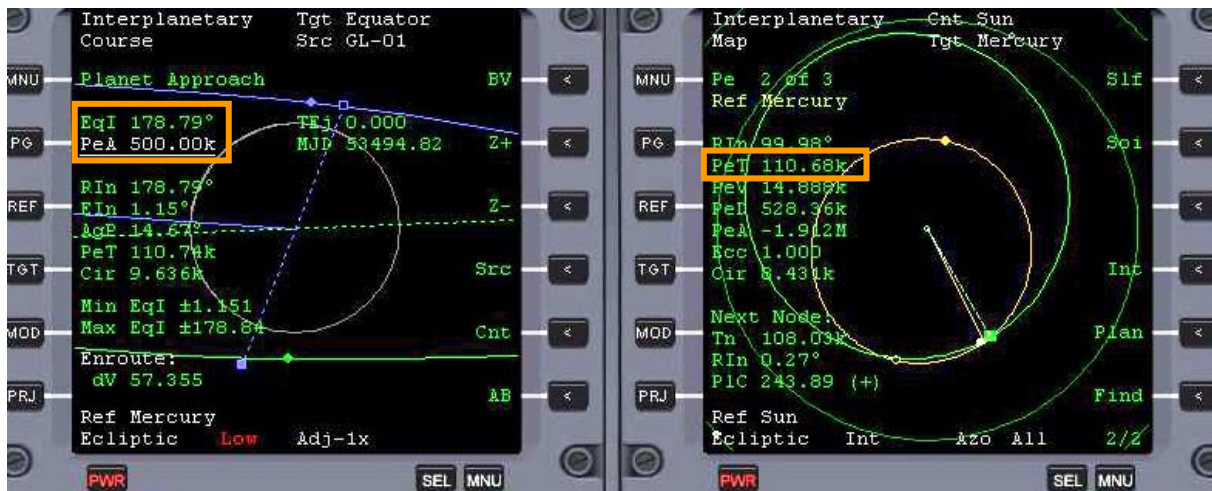 Interplanetary Tgt Equator
Course Src GL-01
MNU Planet Approach BV <
EqI 178.79° TEj 0.000
PG PeA 500.00k MJD 53494.82 Z+ <
RIn 178.79°
REF EIn 1.15° Z- <
AgP 14.67°
TGT PeT 110.74k Src <
Cir 9.636k
Min EqI ±1.151
MOD Max EqI ±178.84 Cnt <
Enroute:
PRJ dV 57.355 AB <
Ref Mercury
Ecliptic Low Adj-1x
PWR SEL MNU
Interplanetary Cnt Sun
Map Tgt Mercury
MNU Pe 2 of 3 Slf <
Ref Mercury
PG RIn 99.98° Soi <
PeT 110.68k
PeV 14.888k
REF PeD 528.36k <
PeA -1.912M
Ecc 1.000
TGT Cir 8.431k Int <
Next Node:
MOD Tn 108.03k Plan <
RIn 0.27°
PlC 243.89 (+)
PRJ Find <
Ref Sun
Ecliptic Int Azo All 2/2
PWR SEL MNU